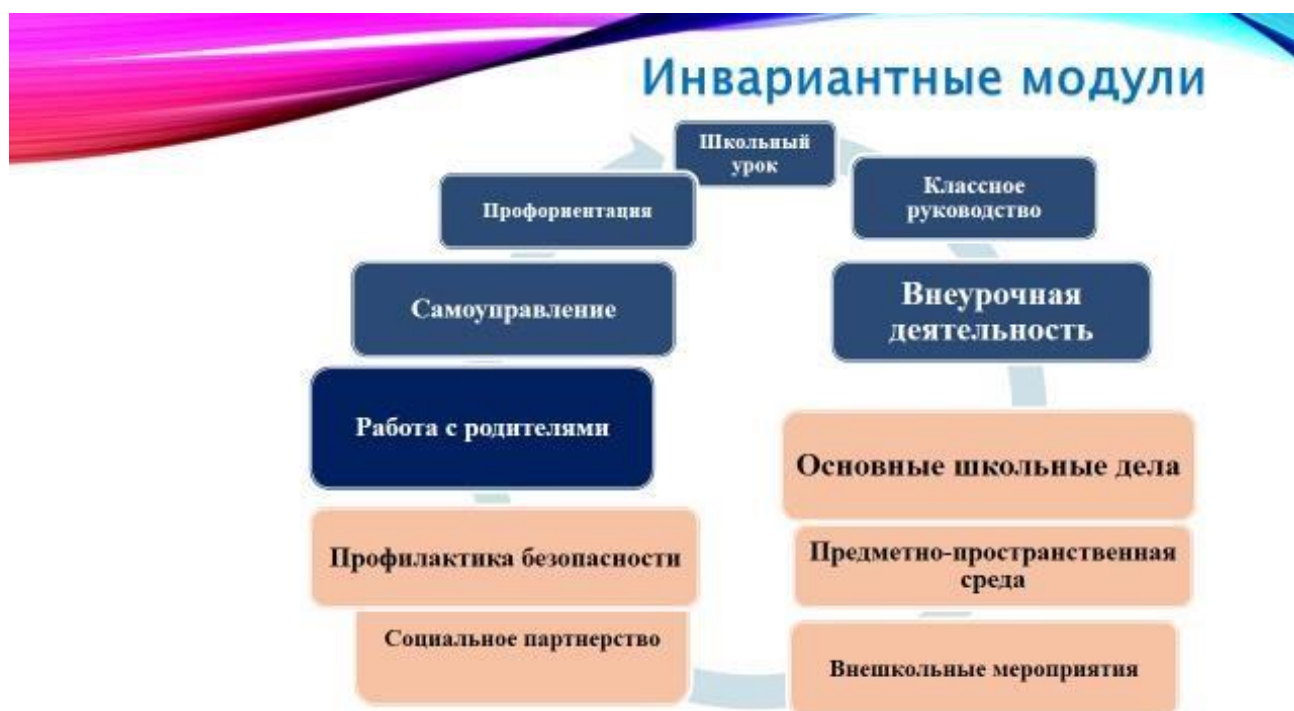 Инвариантные модули
Школьный
урок
Классное
руководство
Внеурочная
деятельность
Основные школьные дела
Предметно-пространственная
среда
Внешкольные мероприятия
Социальное партнерство
Профилактика безопасности
Работа с родителями
Самоуправление
Профориентация